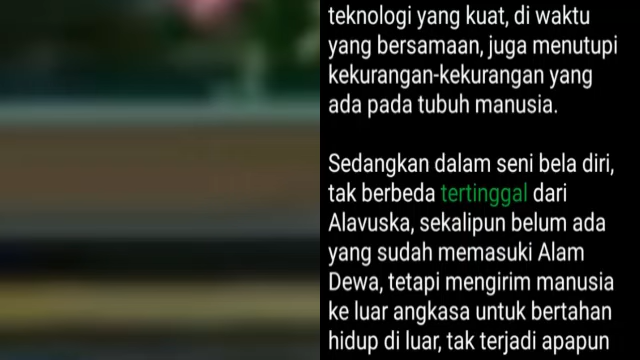 teknologi yang kuat, di waktu
yang bersamaan, juga menutupi
kekurangan-kekurangan yang
ada pada tubuh manusia.
Sedangkan dalam seni bela diri,
tak berbeda tertinggal dari
Alavuska, sekalipun belum ada
yang sudah memasuki Alam
Dewa, tetapi mengirim manusia
ke luar angkasa untuk bertahan
hidup di luar, tak terjadi apapun